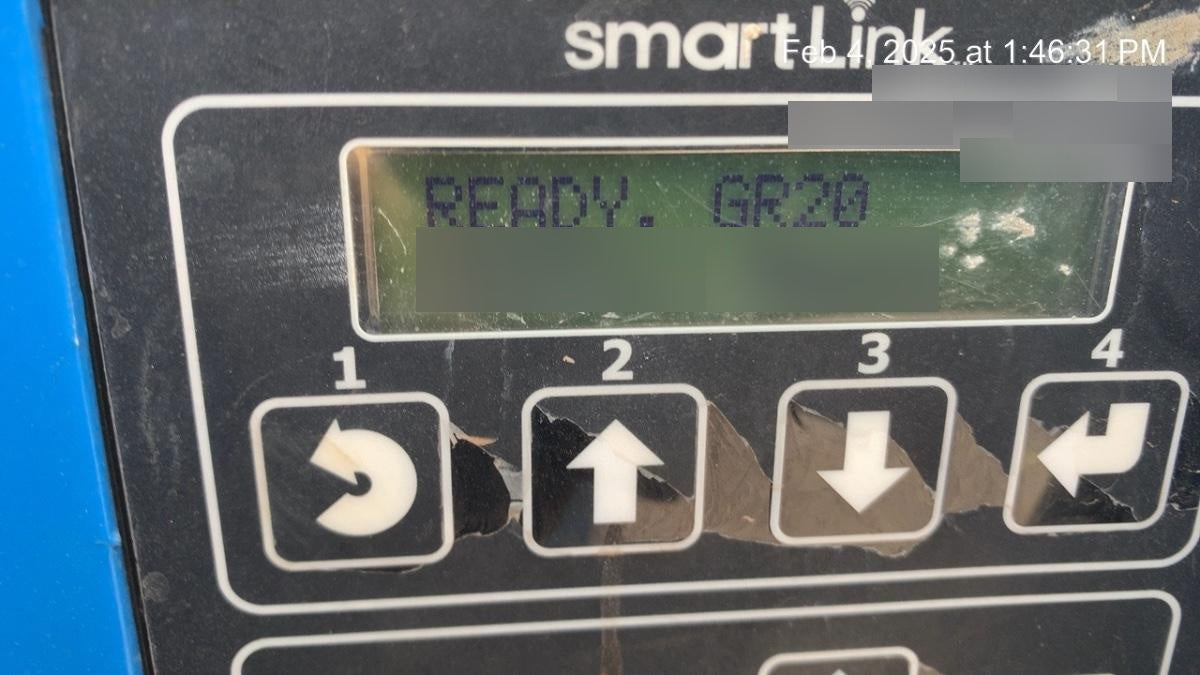 smartLink
Feb 4, 2025 at 1:46:31 PM
READY. GR20
1 2 3 4